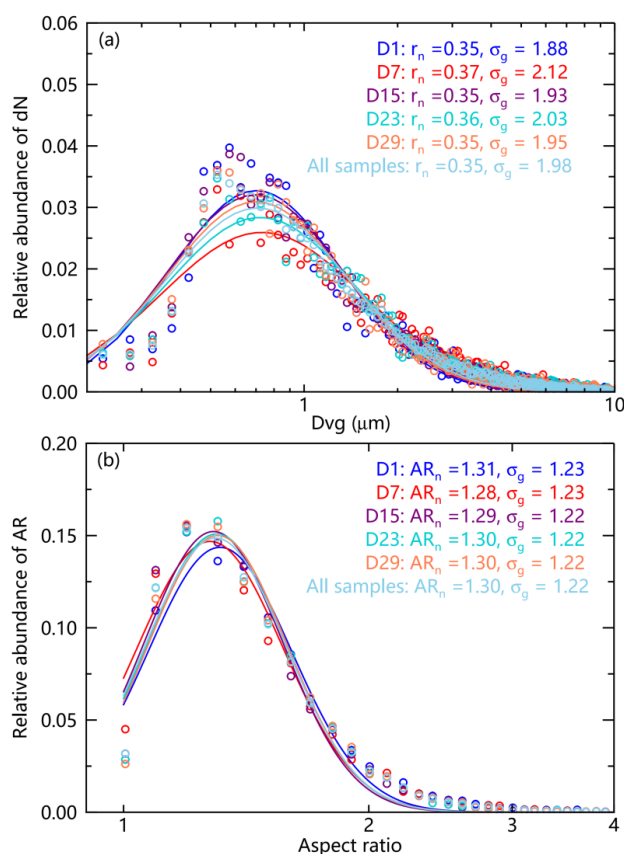 (a)
D1: rn =0.35, σg = 1.88
D7: rn =0.37, σg = 2.12
D15: rn =0.35, σg = 1.93
D23: rn =0.36, σg = 2.03
D29: rn =0.35, σg = 1.95
All samples: rn =0.35, σg = 1.98
Relative abundance of dN
0.06
0.05
0.04
0.03
0.02
0.01
0.00
1
10
Dvg (μm)
(b)
D1: ARn =1.31, σg = 1.23
D7: ARn =1.28, σg = 1.23
D15: ARn =1.29, σg = 1.22
D23: ARn =1.30, σg = 1.22
D29: ARn =1.30, σg = 1.22
All samples: ARn =1.30, σg = 1.22
Relative abundance of AR
0.20
0.15
0.10
0.05
0.00
1
2
3
4
Aspect ratio